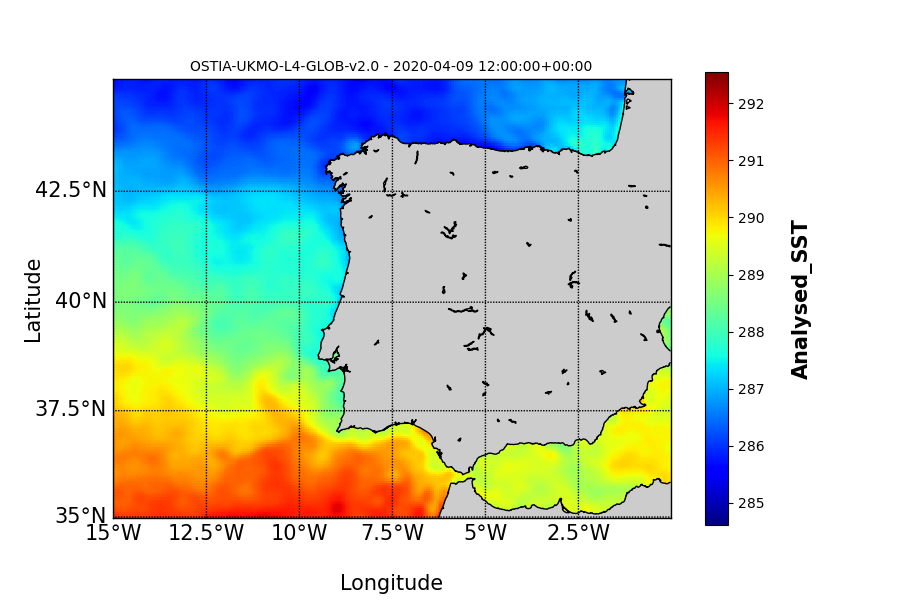 OSTIA-UKMO-L4-GLOB-v2.0 - 2020-04-09 12:00:00+00:00
292
291
42.5°N
290
289
40°N
288
287
37.5°N
286
285
35°N
15°W 12.5°W 10°W 7.5°W 5°W 2.5°W
Latitude
Longitude
Analysed_SST